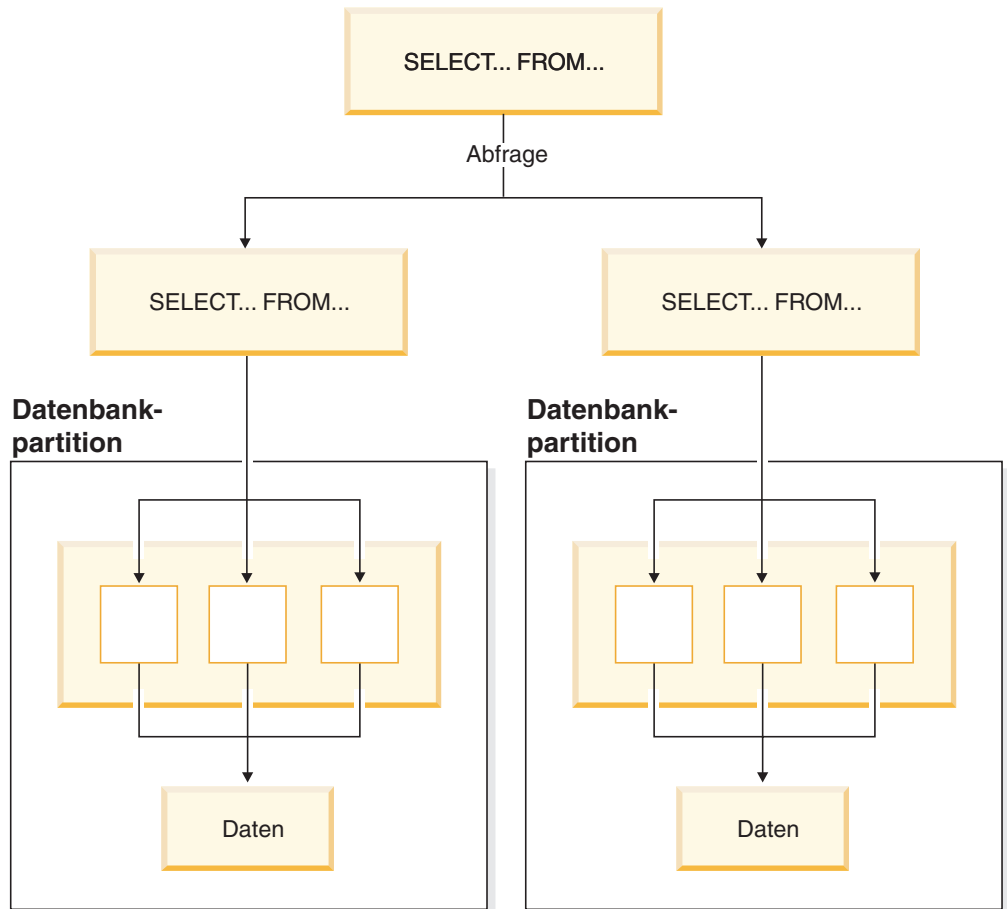 SELECT... FROM...
Abfrage
SELECT... FROM...
SELECT... FROM...
Datenbank-
partition
Datenbank-
partition
Daten
Daten